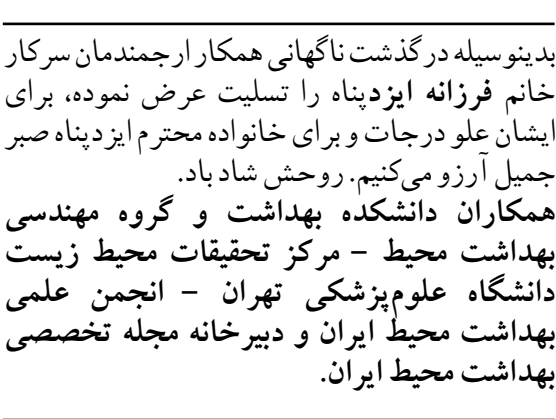 بدینوسیله درگذشت ناگهانی همکار ارجمندمان سرکار
خانم فرزانه ایزدپناه را تسلیت عرض نموده، برای
ایشان علو درجات و برای خانواده محترم ایزدپناه صبر
جمیل آرزو می‌کنیم. روحش شاد باد.
همکاران دانشکده بهداشت و گروه مهندسی
بهداشت محیط – مرکز تحقیقات محیط زیست
دانشگاه علوم‌پزشکی تهران – انجمن علمی
بهداشت محیط ایران و دبیرخانه مجله تخصصی
بهداشت محیط ایران.